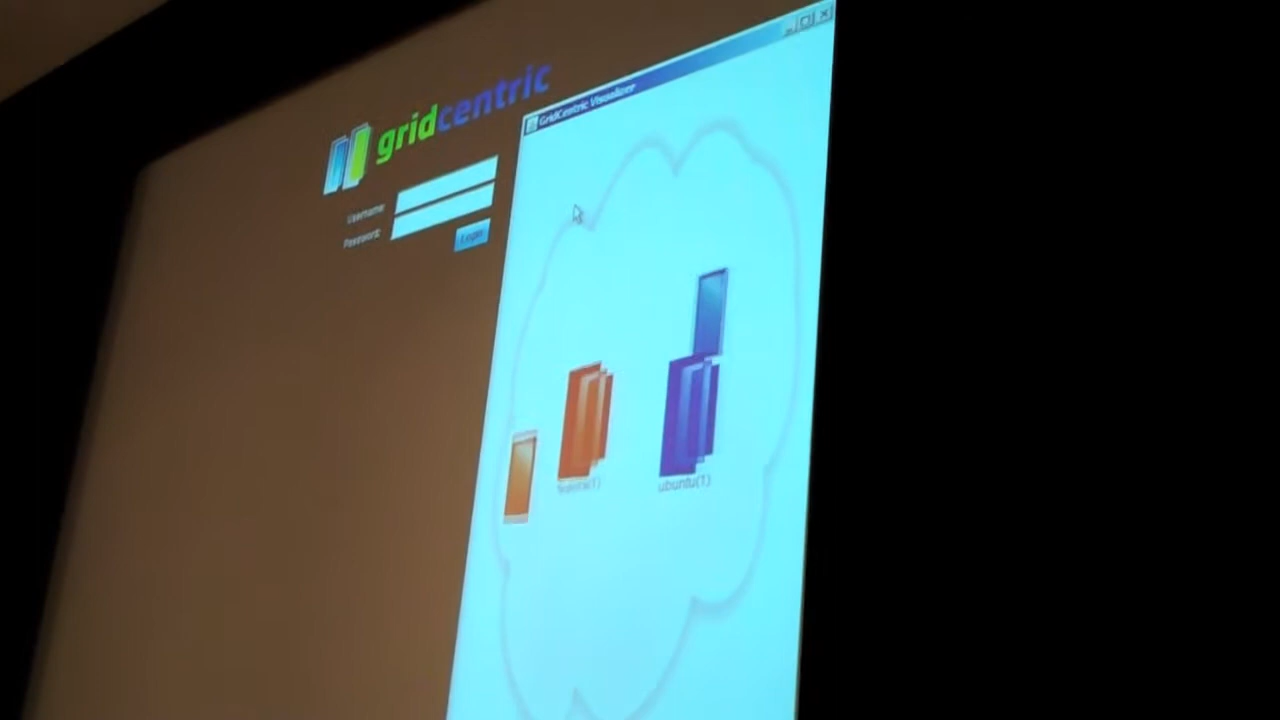 gridcentric
Username
Password:
Login
GridCentric Visualizer
ubuntu(1)